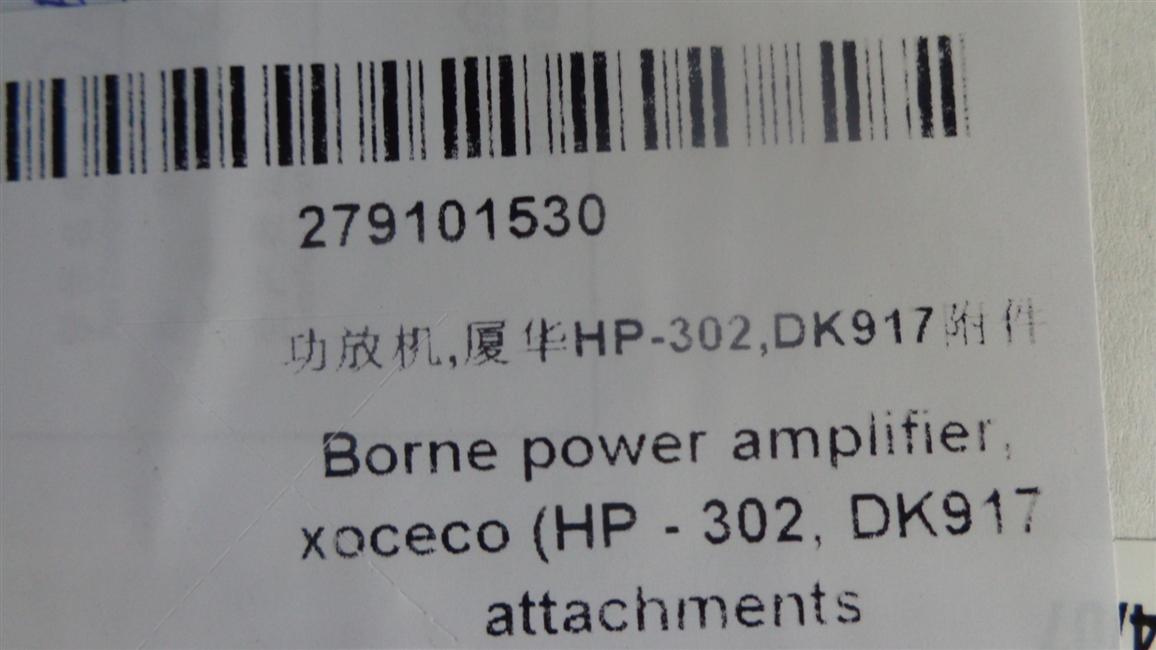 279101530
功放机,厦华HP-302,DK917附件
Borne power amplifier,
xoceco (HP - 302, DK917
attachments